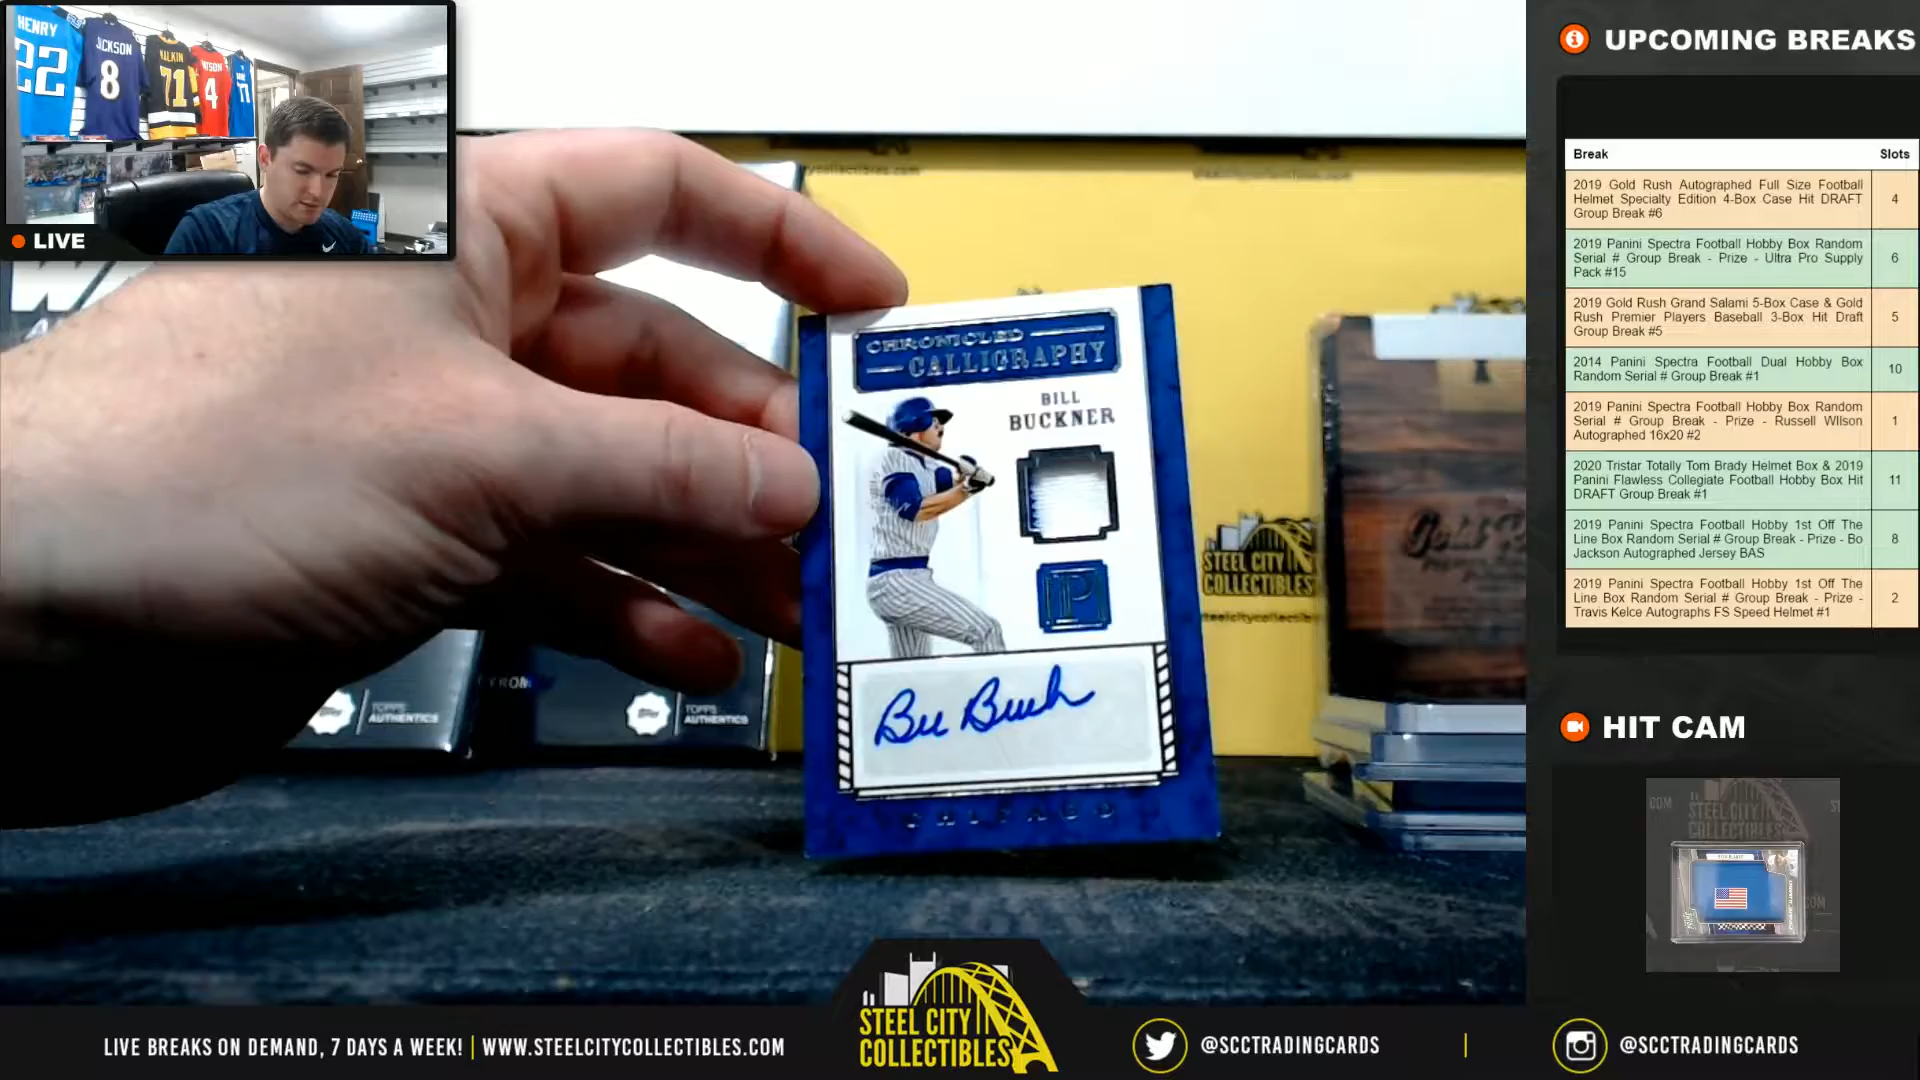 HENRY
22
JACKSON
8
MALKIN
71
4
77
LIVE
CHRONICLED
CALLIGRAPHY
BILL
BUCKNER
P
CHICAGO
TOPPS
AUTHENTICS
TOPPS
AUTHENTICS
STEEL CITY
COLLECTIBLES
UPCOMING BREAKS
Break Slots
2019 Gold Rush Autographed Full Size Football
Helmet Specialty Edition 4-Box Case Hit DRAFT
Group Break #6
4
2019 Panini Spectra Football Hobby Box Random
Serial # Group Break - Prize - Ultra Pro Supply
Pack #15
6
2019 Gold Rush Grand Salami 5-Box Case & Gold
Rush Premier Players Baseball 3-Box Hit Draft
Group Break #5
5
2014 Panini Spectra Football Dual Hobby Box
Random Serial # Group Break #1
10
2019 Panini Spectra Football Hobby Box Random
Serial # Group Break - Prize - Russell WIlson
Autographed 16x20 #2
1
2020 Tristar Totally Tom Brady Helmet Box & 2019
Panini Flawless Collegiate Football Hobby Box Hit
DRAFT Group Break #1
11
2019 Panini Spectra Football Hobby 1st Off The
Line Box Random Serial # Group Break - Prize - Bo
Jackson Autographed Jersey BAS
8
2019 Panini Spectra Football Hobby 1st Off The
Line Box Random Serial # Group Break - Prize -
Travis Kelce Autographs FS Speed Helmet #1
2
HIT CAM
STEEL CITY
COLLECTIBLES
STEEL CITY
COLLECTIBLES
LIVE BREAKS ON DEMAND, 7 DAYS A WEEK! | WWW.STEELCITYCOLLECTIBLES.COM
@SCCTRADINGCARDS | @SCCTRADINGCARDS